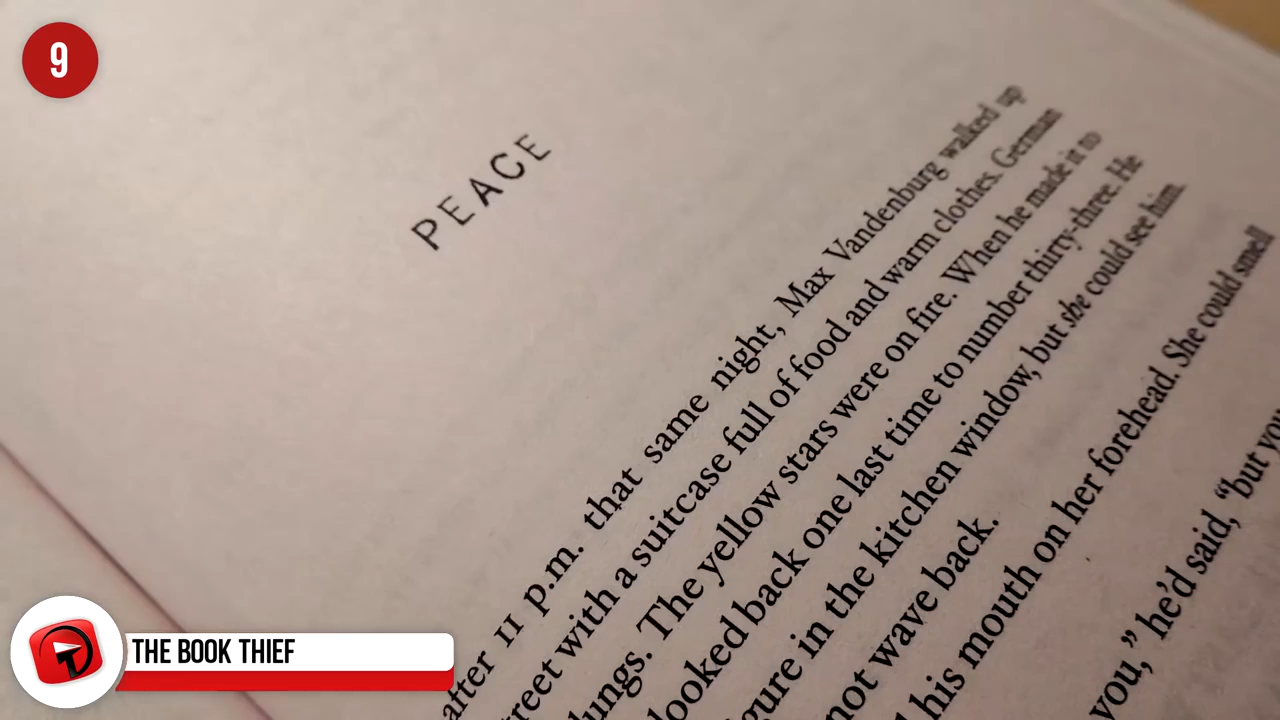 9
PEACE
after 11 p.m. that same night, Max Vandenburg walked up
treet with a suitcase full of food and warm clothes. German
lungs. The yellow stars were on fire. When he made it to
looked back one last time to number thirty-three. He
gure in the kitchen window, but she could see him.
not wave back.
his mouth on her forehead. She could smell
you,” he’d said, “but you
THE BOOK THIEF